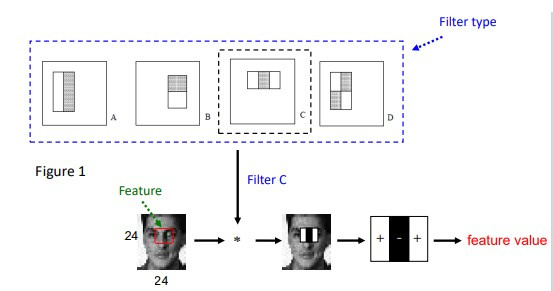 Filter type
A
B
C
D
Figure 1
Filter C
Feature
24
*
+ - +
feature value
24